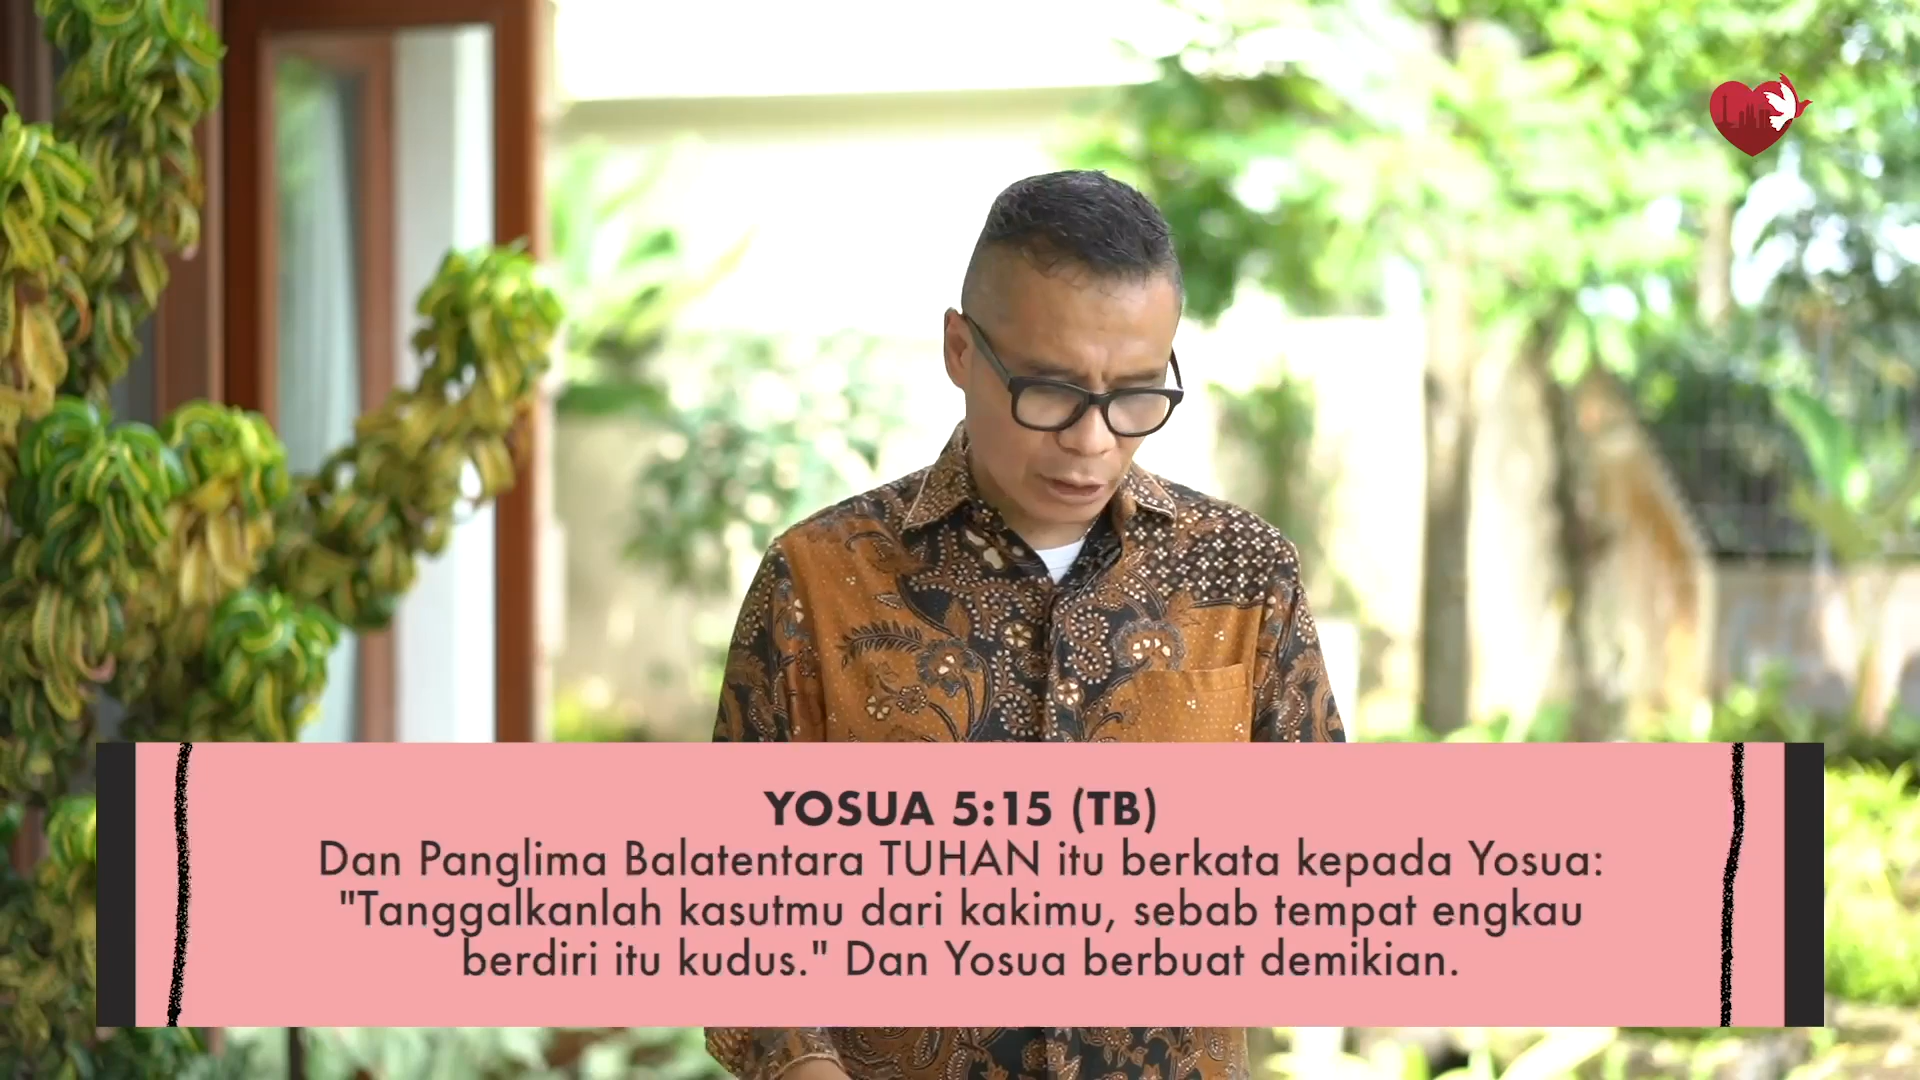 YOSUA 5:15 (TB)
Dan Panglima Balatentara TUHAN itu berkata kepada Yosua:
"Tanggalkanlah kasutmu dari kakimu, sebab tempat engkau
berdiri itu kudus." Dan Yosua berbuat demikian.